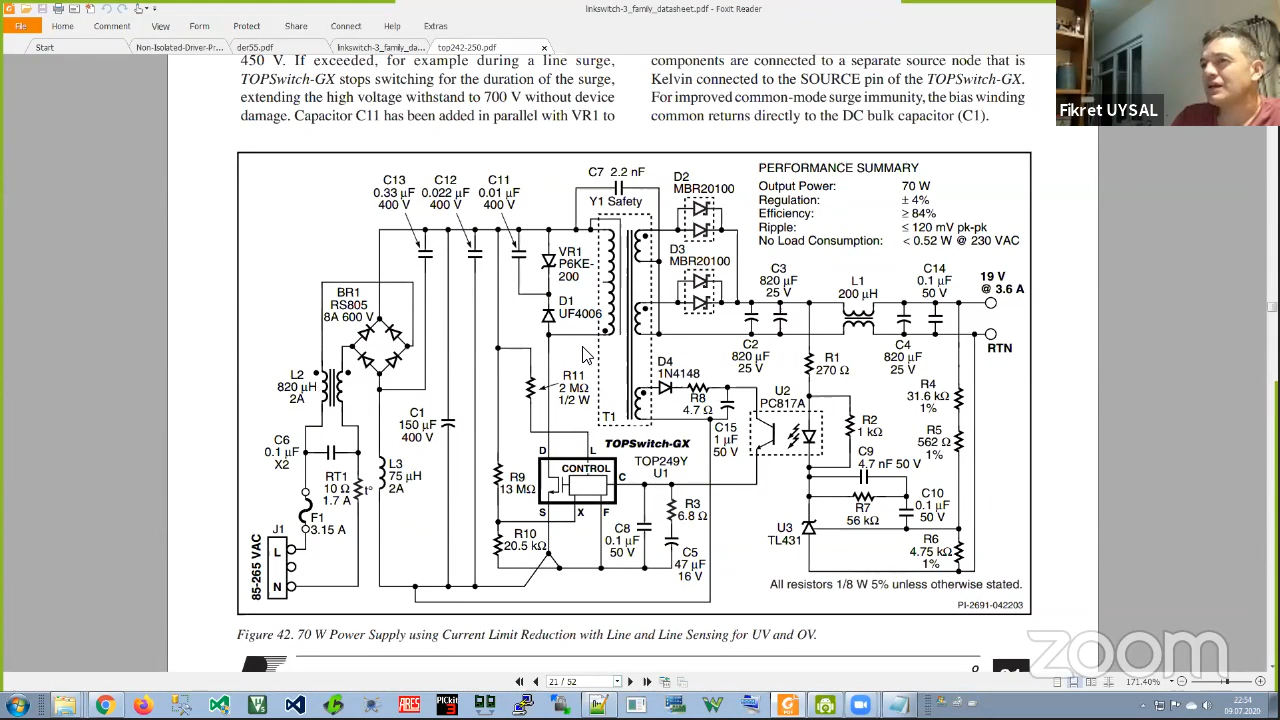 linkswitch-3_family_datasheet.pdf - Foxit Reader
File Home Comment View Form Protect Share Connect Help Extras
Start Non-Isolated-Driver-Pr... der55.pdf linkswitch-3_family_da... top242-250.pdf
450 V. If exceeded, for example during a line surge,
TOPSwitch-GX stops switching for the duration of the surge,
extending the high voltage withstand to 700 V without device
damage. Capacitor C11 has been added in parallel with VR1 to
components are connected to a separate source node that is
Kelvin connected to the SOURCE pin of the TOPSwitch-GX.
For improved common-mode surge immunity, the bias winding
common returns directly to the DC bulk capacitor (C1).
Fikret UYSAL
C13
0.33 µF
400 V
C12
0.022 µF
400 V
C11
0.01 µF
400 V
C7 2.2 nF
Y1 Safety
D2
MBR20100
PERFORMANCE SUMMARY
Output Power: 70 W
Regulation: ± 4%
Efficiency: ≥ 84%
Ripple: ≤ 120 mV pk-pk
No Load Consumption: < 0.52 W @ 230 VAC
VR1
P6KE-
200
D3
MBR20100
BR1
RS805
8A 600 V
D1
UF4006
C3
820 µF
25 V
L1
200 µH
C14
0.1 µF
50 V
19 V
@ 3.6 A
C2
820 µF
25 V
C4
820 µF
25 V
RTN
L2
820 µH
2A
R11
2 MΩ
1/2 W
T1
D4
1N4148
R8
4.7 Ω
R1
270 Ω
U2
PC817A
R4
31.6 kΩ
1%
C1
150 µF
400 V
C15
1 µF
50 V
R2
1 kΩ
R5
562 Ω
1%
C6
0.1 µF
X2
RT1
10 Ω
1.7 A
t°
L3
75 µH
2A
TOPSwitch-GX
TOP249Y
U1
D L
CONTROL
C
S X F
C9
4.7 nF 50 V
R9
13 MΩ
R3
6.8 Ω
R7
56 kΩ
C10
0.1 µF
50 V
F1
3.15 A
J1
L
N
85-265 VAC
R10
20.5 kΩ
C8
0.1 µF
50 V
C5
47 µF
16 V
U3
TL431
R6
4.75 kΩ
1%
All resistors 1/8 W 5% unless otherwise stated.
PI-2691-042203
Figure 42. 70 W Power Supply using Current Limit Reduction with Line and Line Sensing for UV and OV.
zoom
21 / 52
171.40%
ARES
PICkit
3
22:54
09.07.2020